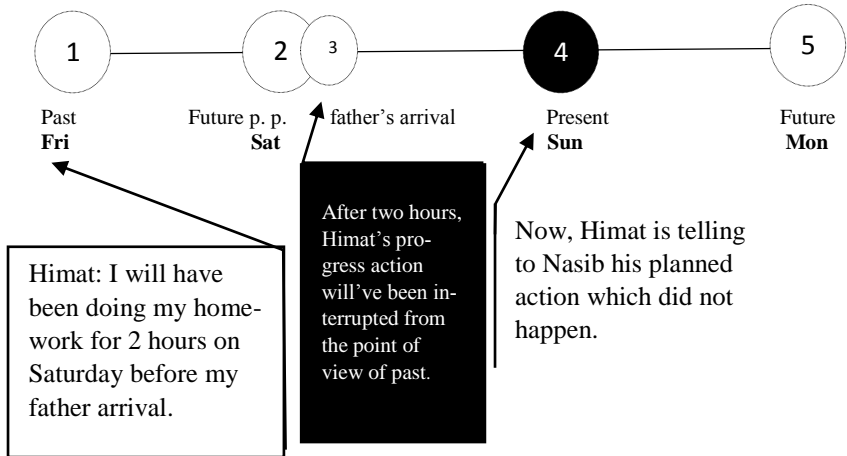 1
2
3
4
5
Past
Future p. p.
father's arrival
Present
Future
Fri
Sat
Sun
Mon
Himat: I will have
been doing my home-
work for 2 hours on
Saturday before my
father arrival.
After two hours,
Himat's pro-
gress action
will've been in-
terrupted from
the point of
view of past.
Now, Himat is telling
to Nasib his planned
action which did not
happen.